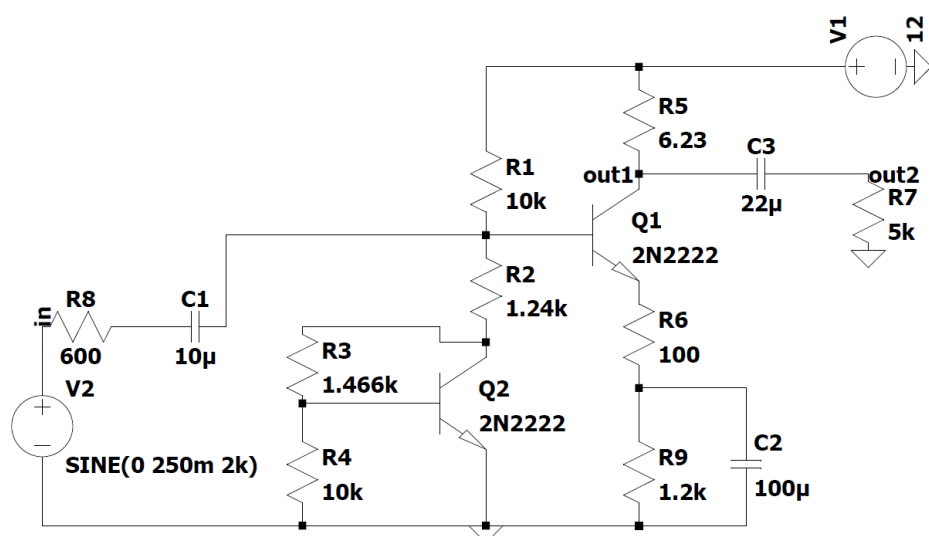 V1
12
R5
6.23
C3
out1
out2
22µ
R7
5k
R1
10k
Q1
2N2222
R2
1.24k
R8
C1
in
600
10µ
R6
100
R3
1.466k
V2
Q2
2N2222
SINE(0 250m 2k)
R4
10k
R9
1.2k
C2
100µ